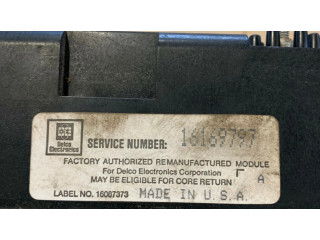 DE
Delco
Electronics
SERVICE NUMBER: 16169797
FACTORY AUTHORIZED REMANUFACTURED MODULE
For Delco Electronics Corporation
MAY BE ELIGIBLE FOR CORE RETURN
A
LABEL NO. 16087373 MADE IN U.S.A.